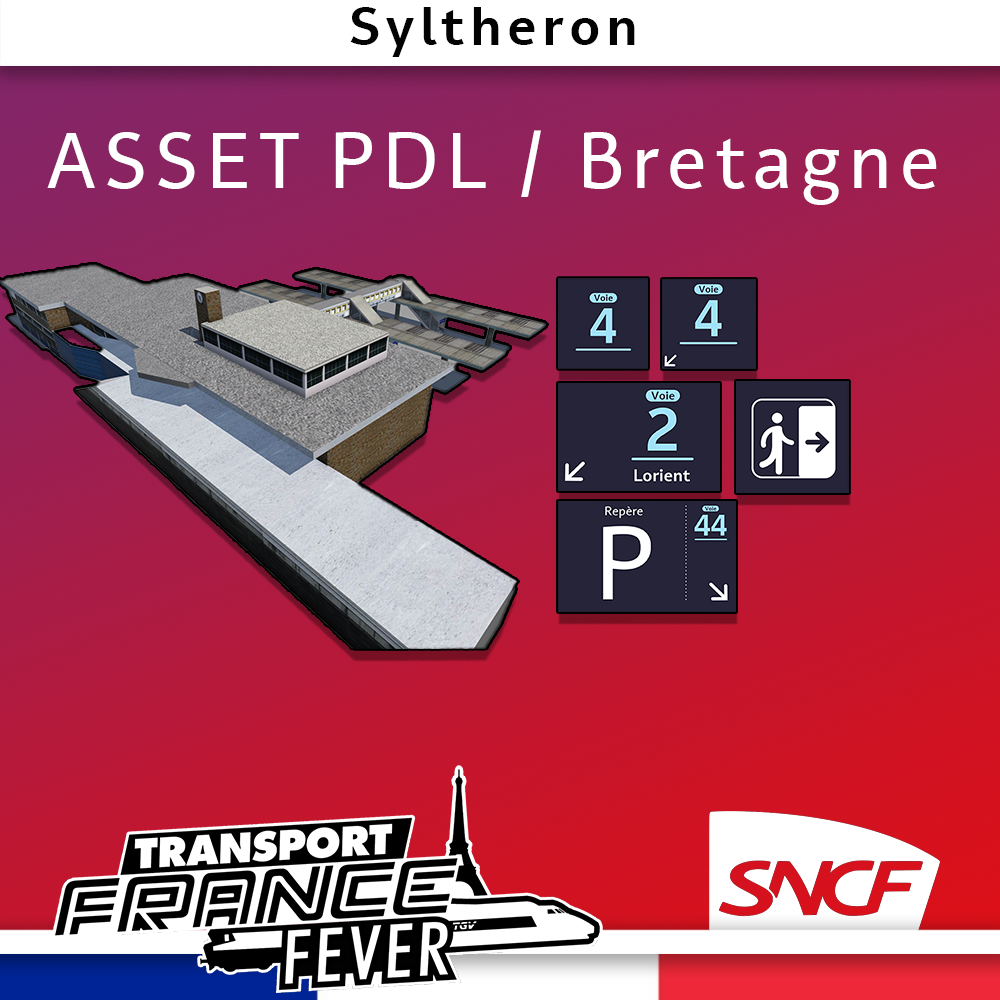 Syltheron
ASSET PDL / Bretagne
Voie
4
Voie
4
Voie
2
Lorient
Repère
P
Voie
44
TRANSPORT
FRANCE
FEVER
TGV
SNCF